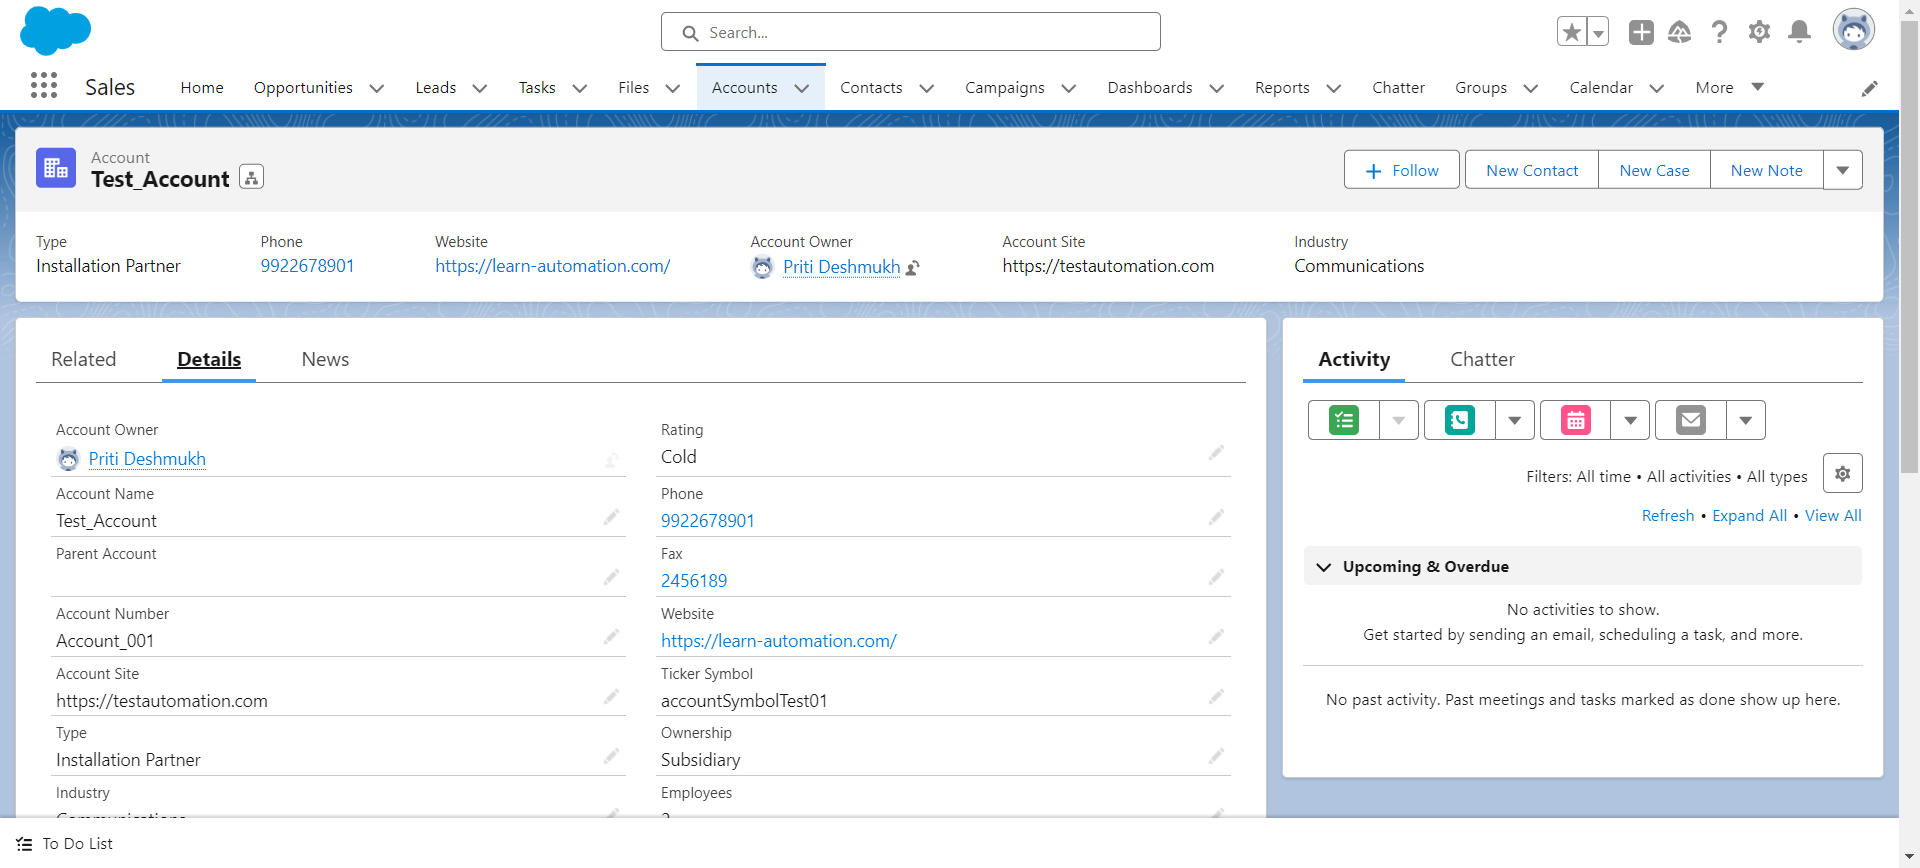 Search...
Sales
Home
Opportunities
Leads
Tasks
Files
Accounts
Contacts
Campaigns
Dashboards
Reports
Chatter
Groups
Calendar
More
Account
Test_Account
Follow
New Contact
New Case
New Note
Type
Installation Partner
Phone
9922678901
Website
https://learn-automation.com/
Account Owner
Priti Deshmukh
Account Site
https://testautomation.com
Industry
Communications
Related
Details
News
Account Owner
Priti Deshmukh
Rating
Cold
Account Name
Test_Account
Phone
9922678901
Parent Account
Fax
2456189
Account Number
Account_001
Website
https://learn-automation.com/
Account Site
https://testautomation.com
Ticker Symbol
accountSymbolTest01
Type
Installation Partner
Ownership
Subsidiary
Industry
Communications
Employees
Activity
Chatter
Filters: All time • All activities • All types
Refresh • Expand All • View All
Upcoming & Overdue
No activities to show.
Get started by sending an email, scheduling a task, and more.
No past activity. Past meetings and tasks marked as done show up here.
To Do List